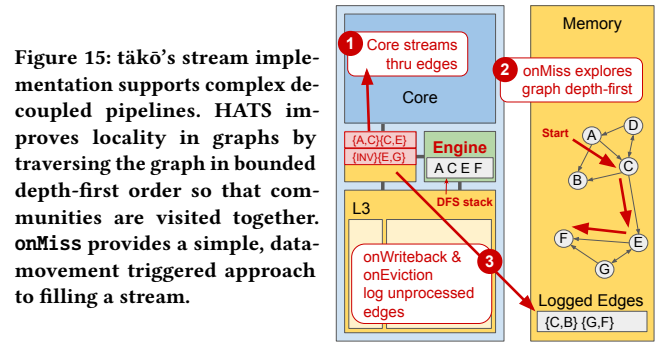 Figure 15: täkō's stream imple-
mentation supports complex de-
coupled pipelines. HATS im-
proves locality in graphs by
traversing the graph in bounded
depth-first order so that com-
munities are visited together.
onMiss provides a simple, data-
movement triggered approach
to filling a stream.
1
Core streams
thru edges
Core
{A,C}{C,E}
{INV}{E,G}
Engine
A C E F
DFS stack
L3
onWriteback &
onEviction
log unprocessed
edges
3
Memory
2
onMiss explores
graph depth-first
Start
A
D
B
C
F
E
G
Logged Edges
{C,B} {G,F}